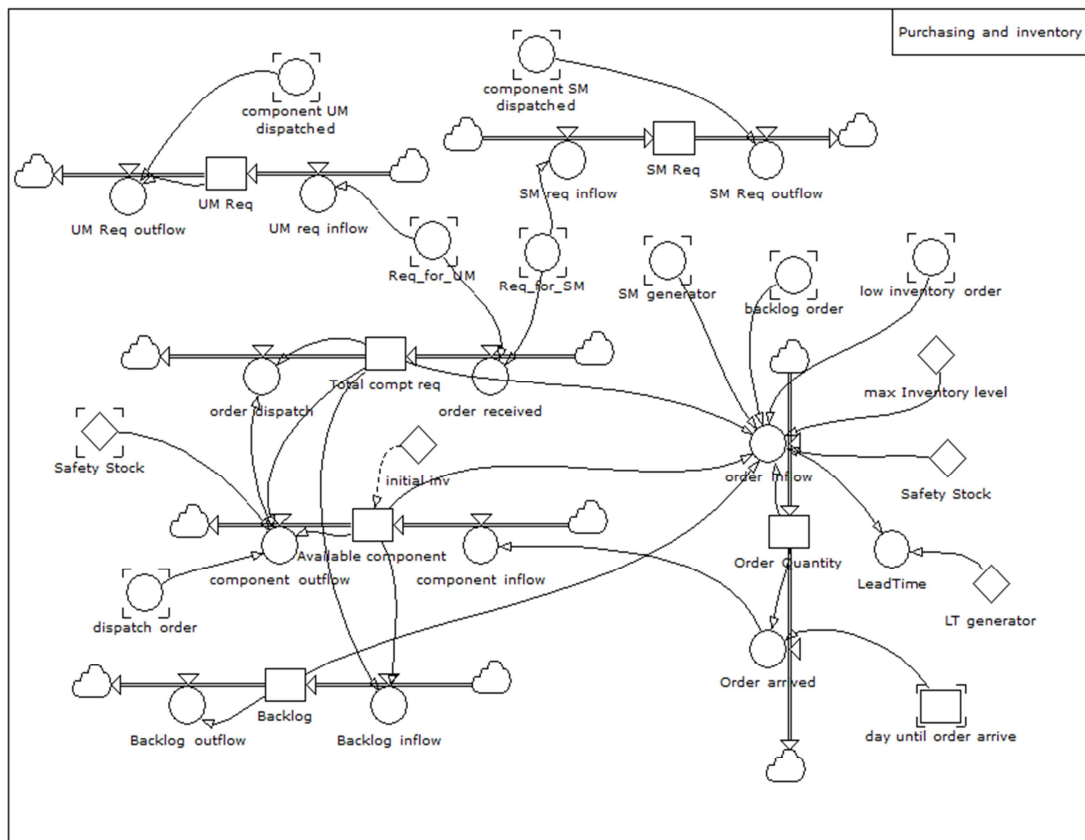 Purchasing and inventory
component UM
dispatched
component SM
dispatched
UM Req outflow
UM Req
UM req inflow
SM req inflow
SM Req
SM Req outflow
Req_for_UM
Req_for_SM
SM generator
backlog order
low inventory order
order dispatch
Total compt req
order received
max Inventory level
Safety Stock
initial inv
order inflow
Safety Stock
component outflow
Available component
component inflow
Order Quantity
LeadTime
dispatch order
LT generator
Order arrived
Backlog outflow
Backlog
Backlog inflow
day until order arrive